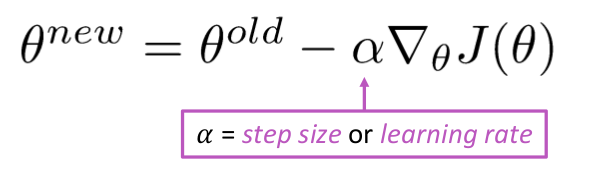 θ^{new} = θ^{old} − α∇_θ J(θ)
α = step size or learning rate